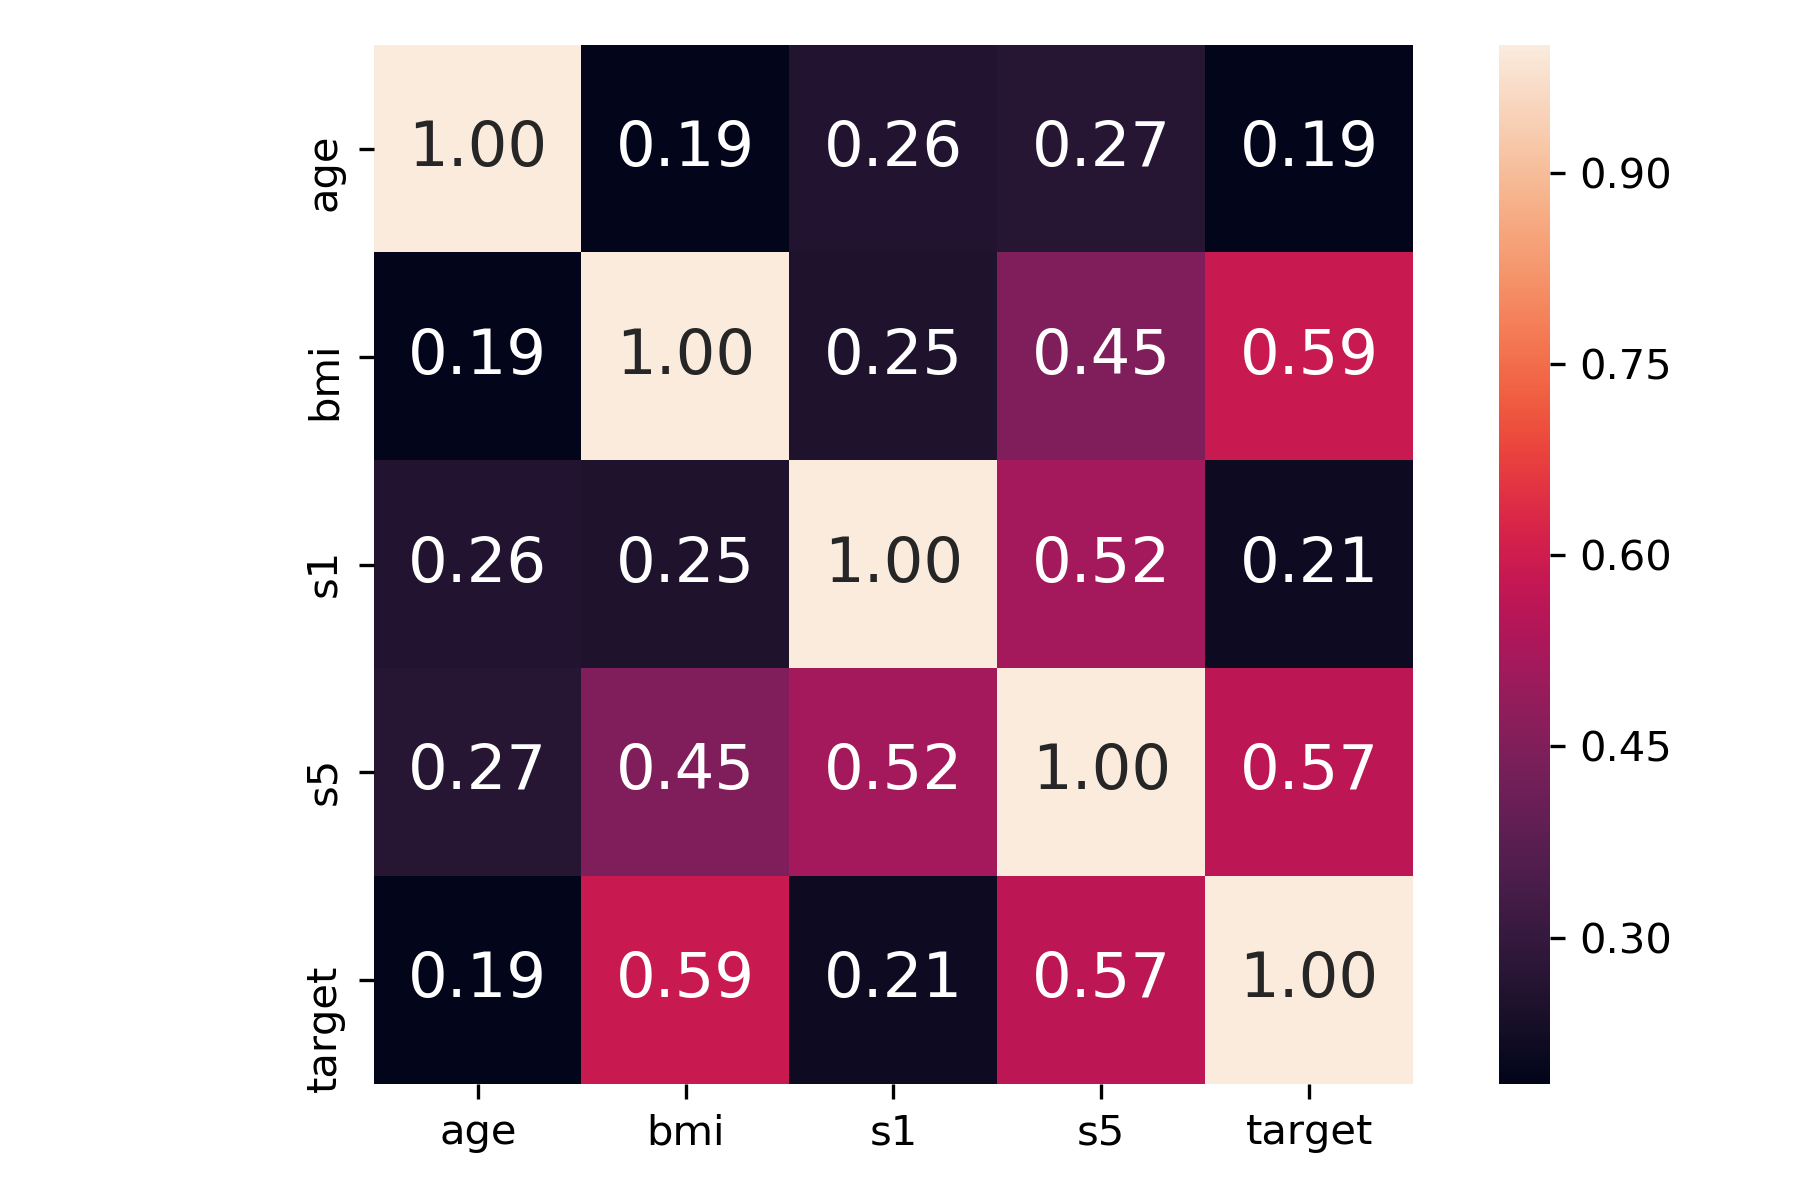 age 1.00 0.19 0.26 0.27 0.19
bmi 0.19 1.00 0.25 0.45 0.59
s1 0.26 0.25 1.00 0.52 0.21
s5 0.27 0.45 0.52 1.00 0.57
target 0.19 0.59 0.21 0.57 1.00
age bmi s1 s5 target
0.90
0.75
0.60
0.45
0.30